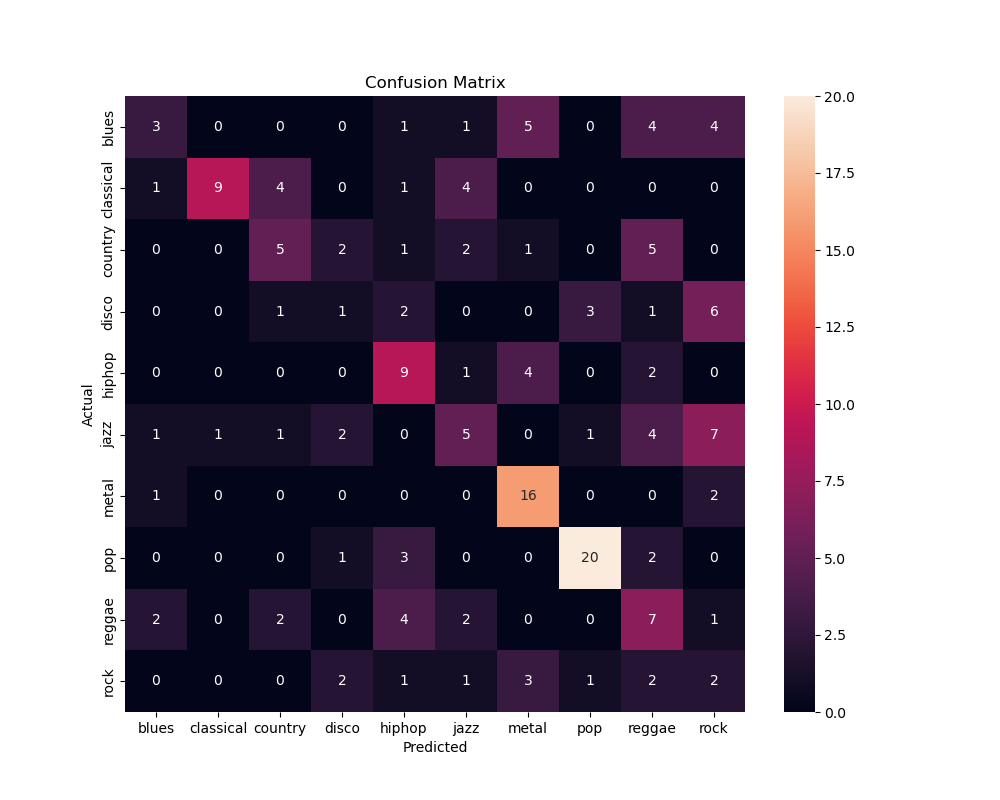 Confusion Matrix
Actual
blues 3 0 0 0 1 1 5 0 4 4
classical 1 9 4 0 1 4 0 0 0 0
country 0 0 5 2 1 2 1 0 5 0
disco 0 0 1 1 2 0 0 3 1 6
hiphop 0 0 0 0 9 1 4 0 2 0
jazz 1 1 1 2 0 5 0 1 4 7
metal 1 0 0 0 0 0 16 0 0 2
pop 0 0 0 1 3 0 0 20 2 0
reggae 2 0 2 0 4 2 0 0 7 1
rock 0 0 0 2 1 1 3 1 2 2
blues classical country disco hiphop jazz metal pop reggae rock
Predicted
20.0
17.5
15.0
12.5
10.0
7.5
5.0
2.5
0.0